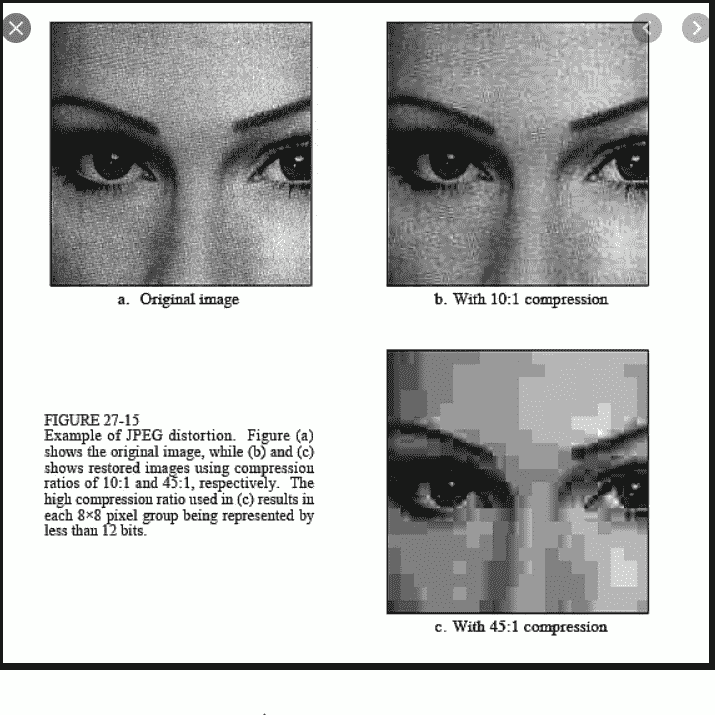 a. Original image
b. With 10:1 compression
FIGURE 27-15
Example of JPEG distortion. Figure (a)
shows the original image, while (b) and (c)
shows restored images using compression
ratios of 10:1 and 45:1, respectively. The
high compression ratio used in (c) results in
each 8×8 pixel group being represented by
less than 12 bits.
c. With 45:1 compression